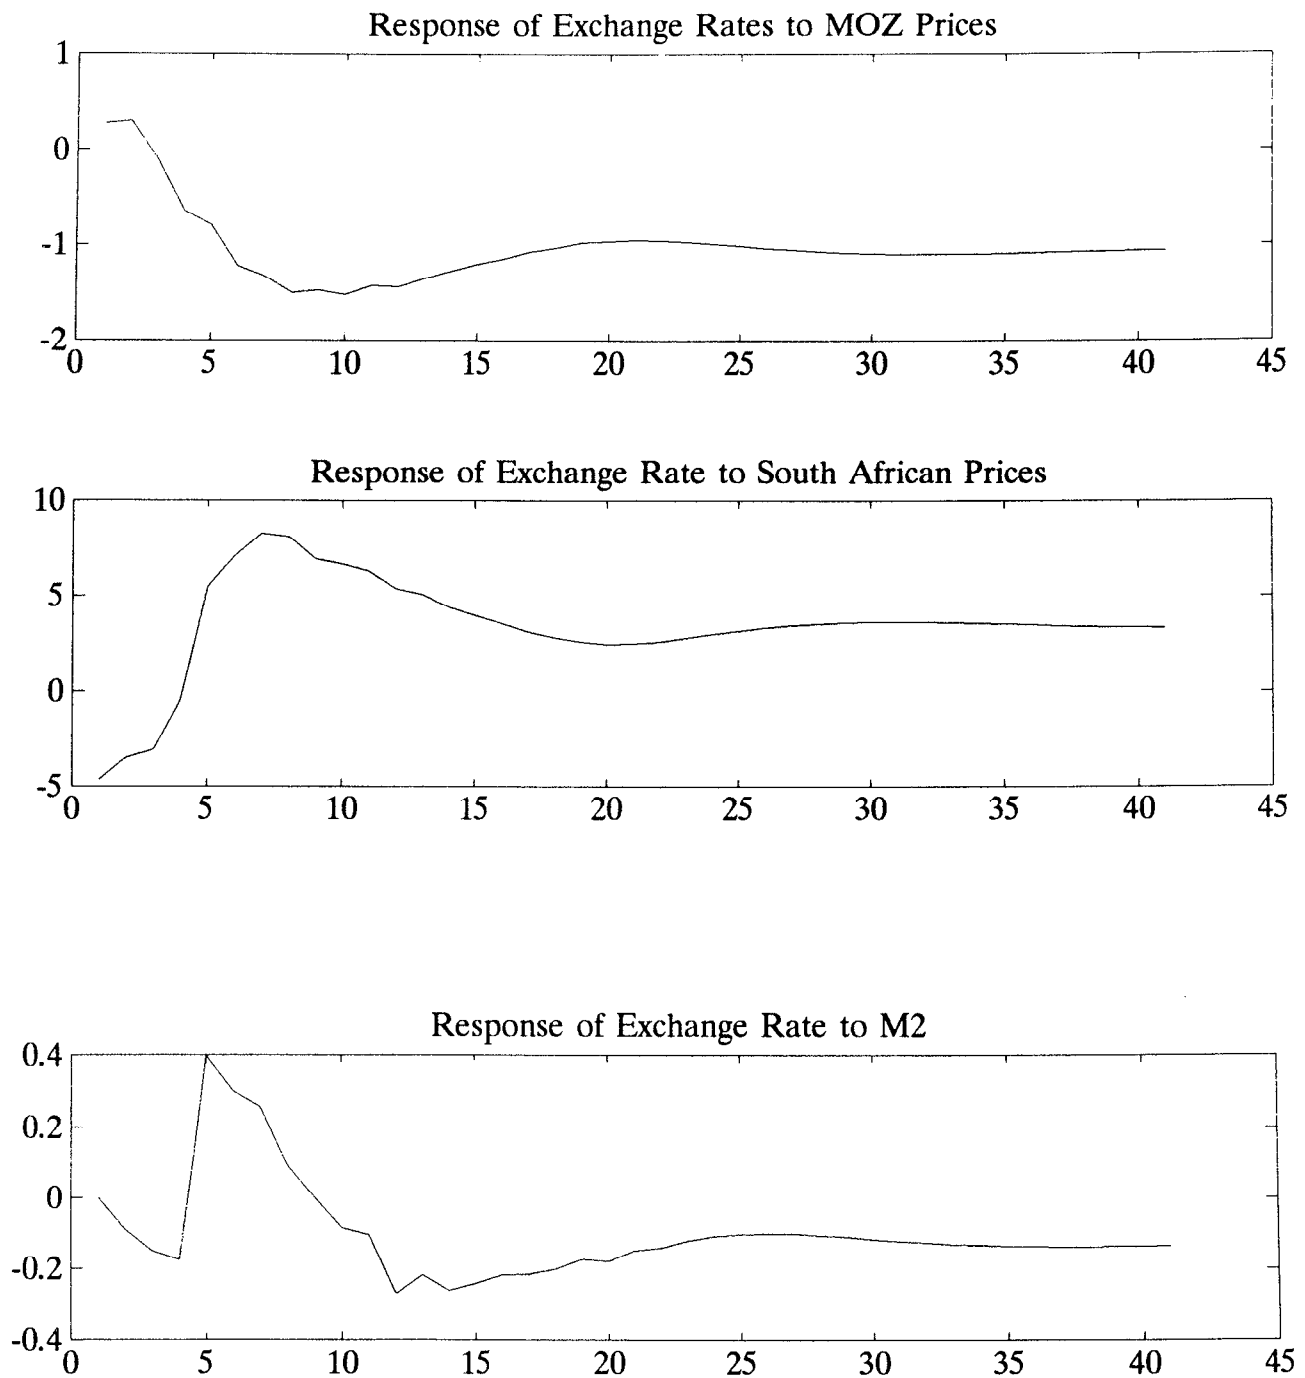 Response of Exchange Rates to MOZ Prices
1
0
-1
-2
0 5 10 15 20 25 30 35 40 45
Response of Exchange Rate to South African Prices
10
5
0
-5
0 5 10 15 20 25 30 35 40 45
Response of Exchange Rate to M2
0.4
0.2
0
-0.2
-0.4
0 5 10 15 20 25 30 35 40 45